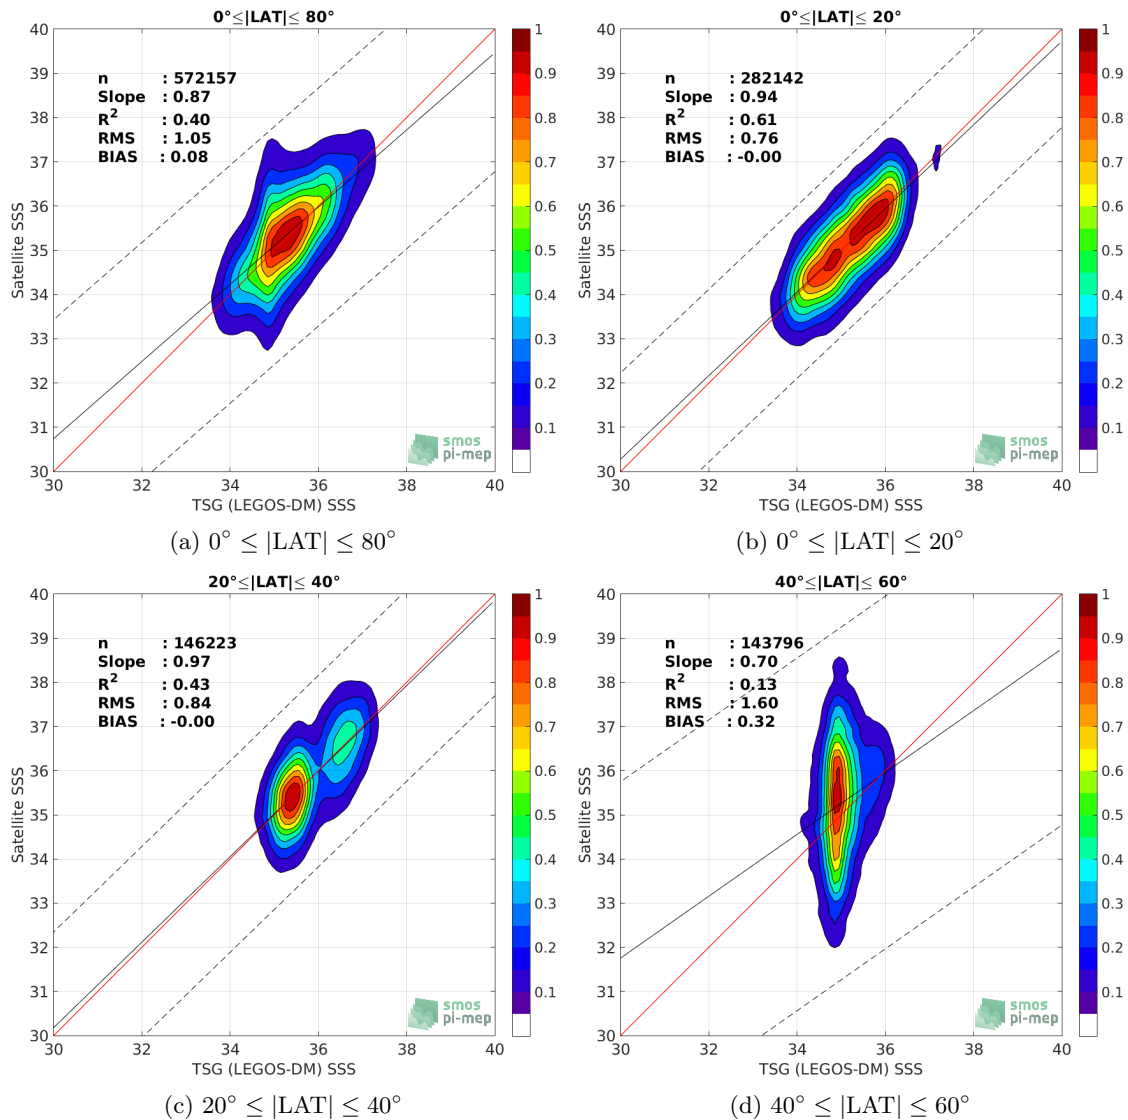 0°≤|LAT|≤ 80°
40
39
38
37
36
35
34
33
32
31
30
Satellite SSS
n : 572157
Slope : 0.87
R2 : 0.40
RMS : 1.05
BIAS : 0.08
smos
pi-mep
30 32 34 36 38 40
TSG (LEGOS-DM) SSS
1
0.9
0.8
0.7
0.6
0.5
0.4
0.3
0.2
0.1
(a) 0° ≤ |LAT| ≤ 80°
0°≤|LAT|≤ 20°
40
39
38
37
36
35
34
33
32
31
30
Satellite SSS
n : 282142
Slope : 0.94
R2 : 0.61
RMS : 0.76
BIAS : -0.00
smos
pi-mep
30 32 34 36 38 40
TSG (LEGOS-DM) SSS
1
0.9
0.8
0.7
0.6
0.5
0.4
0.3
0.2
0.1
(b) 0° ≤ |LAT| ≤ 20°
20°≤|LAT|≤ 40°
40
39
38
37
36
35
34
33
32
31
30
Satellite SSS
n : 146223
Slope : 0.97
R2 : 0.43
RMS : 0.84
BIAS : -0.00
smos
pi-mep
30 32 34 36 38 40
TSG (LEGOS-DM) SSS
1
0.9
0.8
0.7
0.6
0.5
0.4
0.3
0.2
0.1
(c) 20° ≤ |LAT| ≤ 40°
40°≤|LAT|≤ 60°
40
39
38
37
36
35
34
33
32
31
30
Satellite SSS
n : 143796
Slope : 0.70
R2 : 0.13
RMS : 1.60
BIAS : 0.32
smos
pi-mep
30 32 34 36 38 40
TSG (LEGOS-DM) SSS
1
0.9
0.8
0.7
0.6
0.5
0.4
0.3
0.2
0.1
(d) 40° ≤ |LAT| ≤ 60°